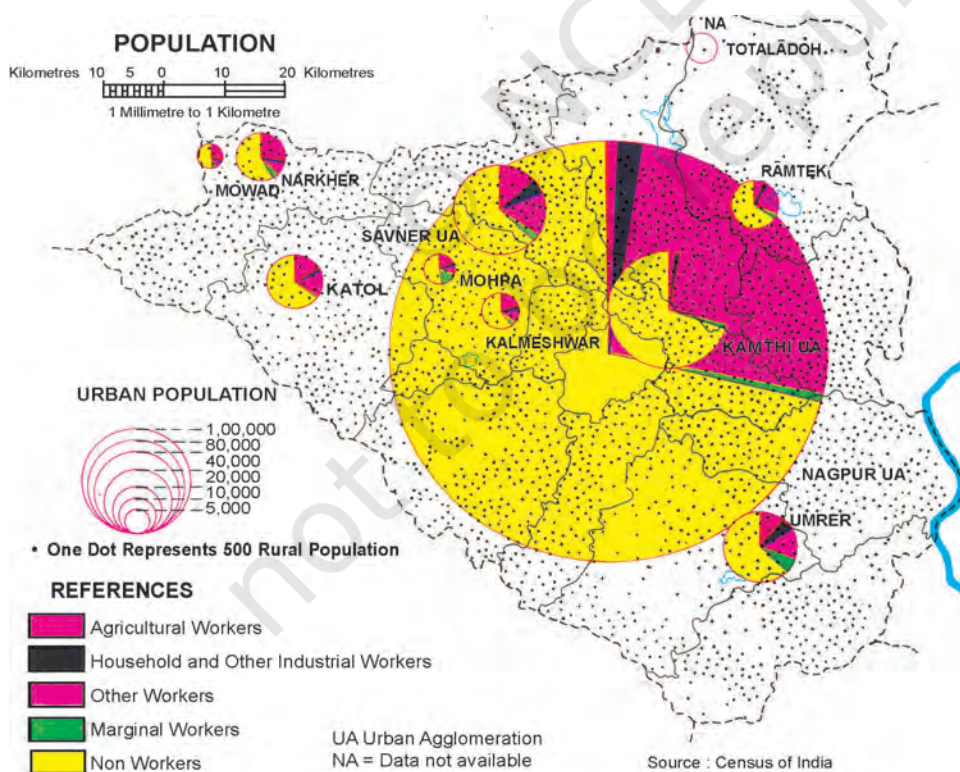 POPULATION
Kilometres 10 5 0 10 20 Kilometres
1 Millimetre to 1 Kilometre
NA
TOTALĀDOH
RĀMTEK
MOWAD
NARKHER
SAVNER UA
MOHPA
KATOL
KALMESHWAR
KAMTHI UA
NAGPUR UA
UMRER
URBAN POPULATION
1,00,000
80,000
40,000
20,000
10,000
5,000
• One Dot Represents 500 Rural Population
REFERENCES
Agricultural Workers
Household and Other Industrial Workers
Other Workers
Marginal Workers
Non Workers
UA Urban Agglomeration
NA = Data not available
Source : Census of India